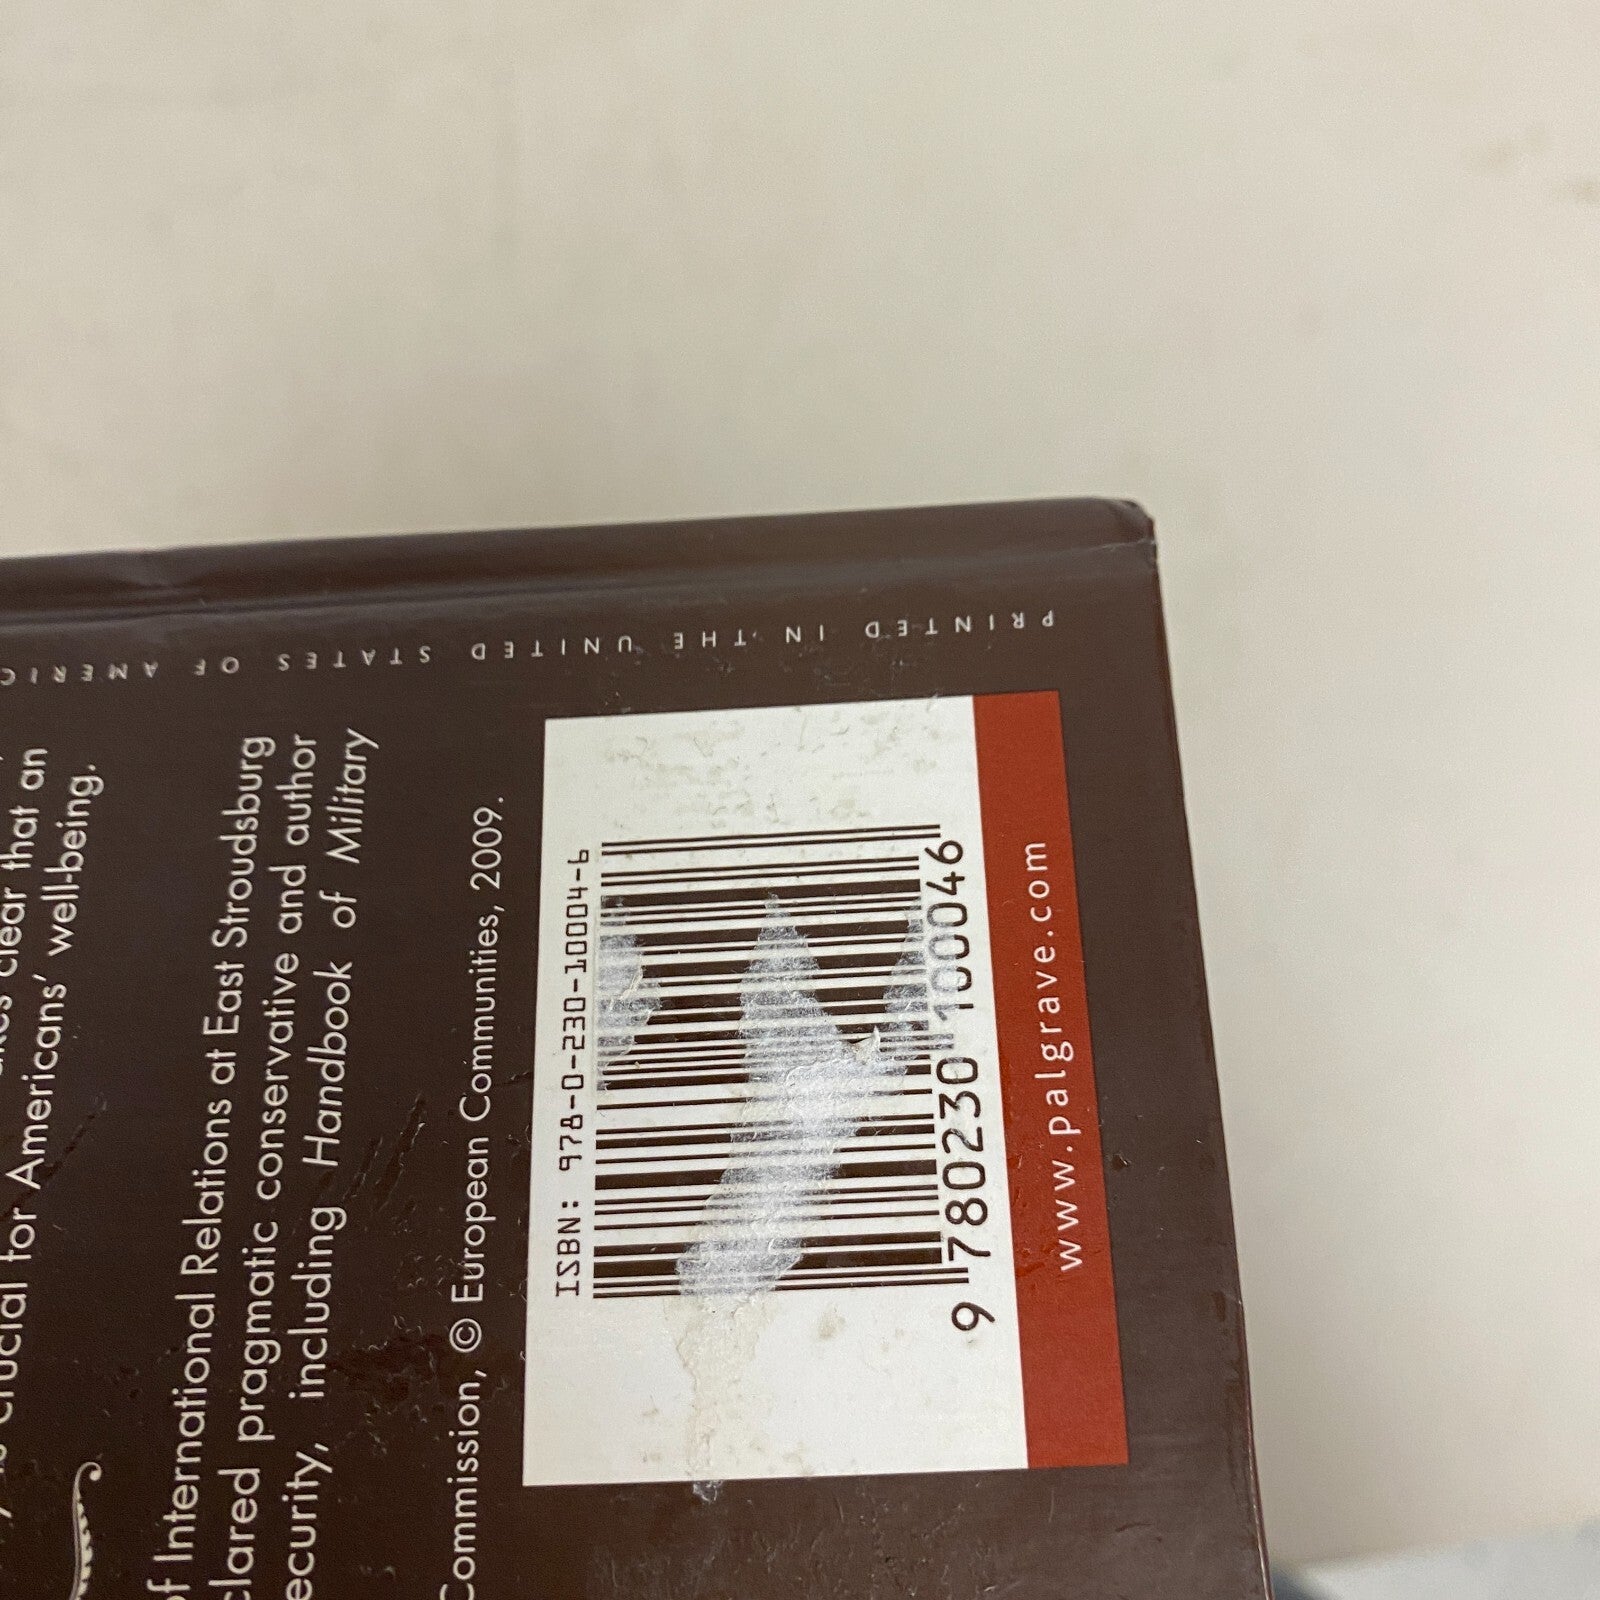 clear that an
crucial for Americans' well-being.
of International Relations at East Stroudsburg
clared pragmatic conservative and author
ecurity, including Handbook of Military
Commission, © European Communities, 2009.
ISBN: 978-0-230-10004-6
9 780230 100046
www.palgrave.com
PRINTED IN THE UNITED STATES OF AMERIC